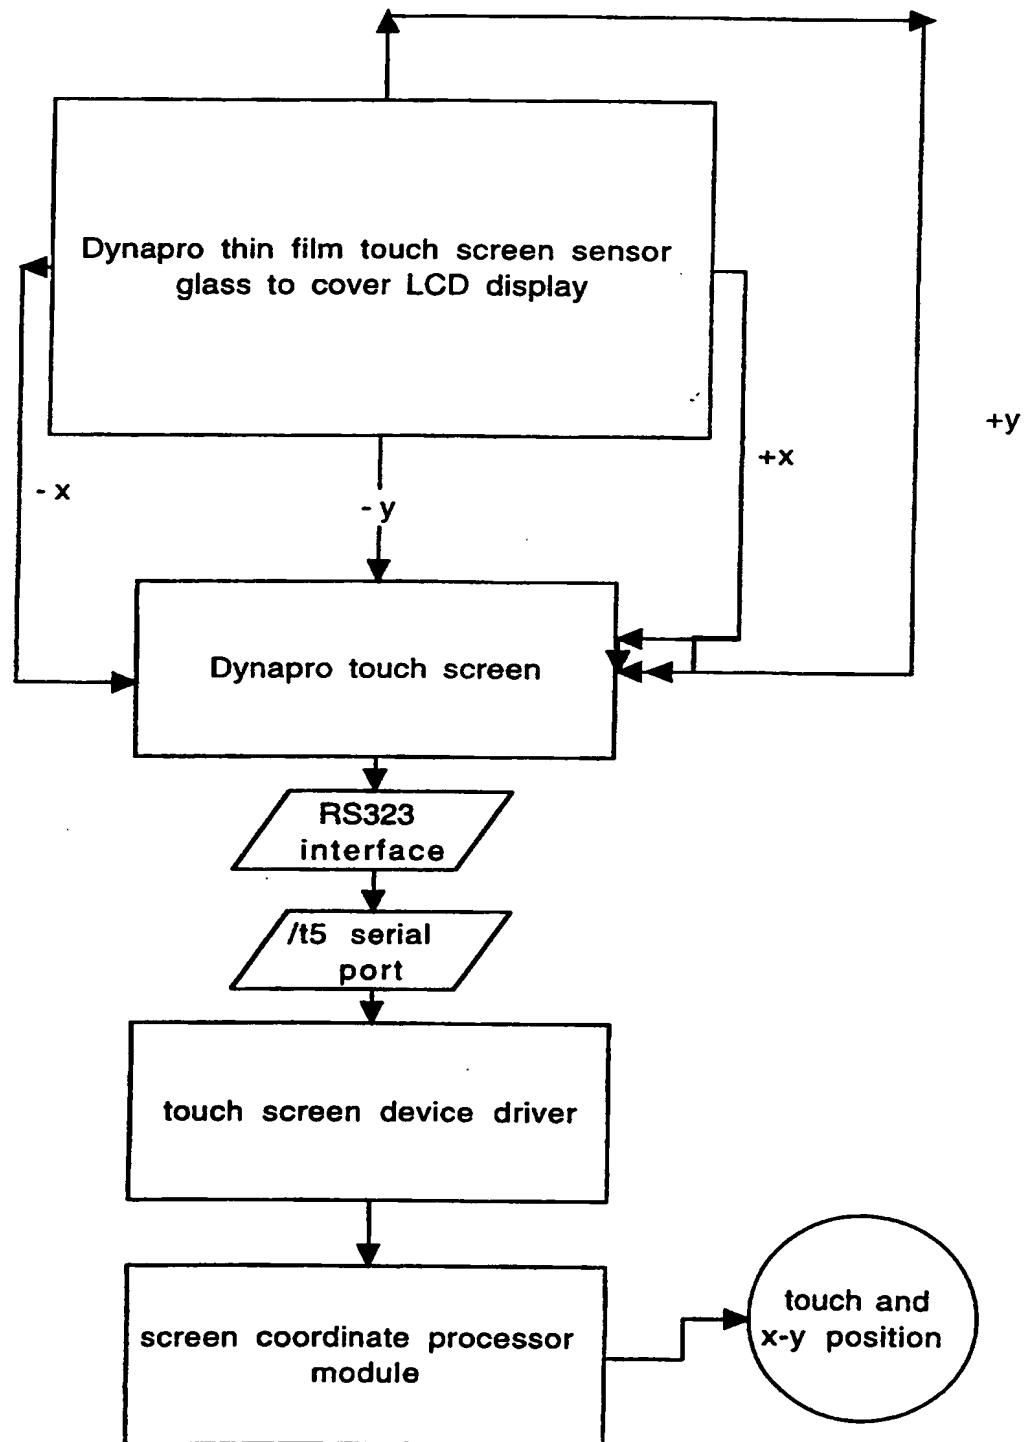 Dynapro thin film touch screen sensor
glass to cover LCD display
+y
+x
- x
- y
Dynapro touch screen
RS323
interface
/t5 serial
port
touch screen device driver
touch and
x-y position
screen coordinate processor
module